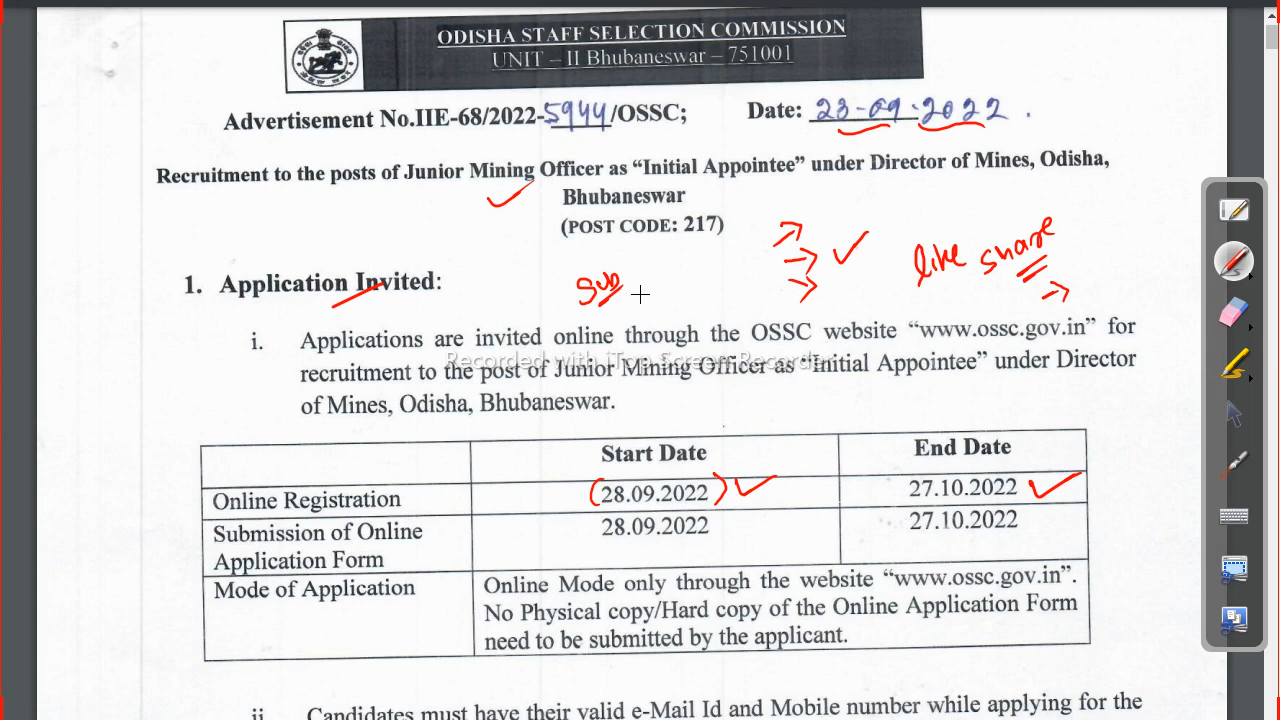 ODISHA STAFF SELECTION COMMISSION
UNIT – II Bhubaneswar – 751001
Advertisement No.IIE-68/2022-5944/OSSC; Date: 23-09-2022.
Recruitment to the posts of Junior Mining Officer as “Initial Appointee” under Director of Mines, Odisha,
Bhubaneswar
(POST CODE: 217)
like share
1. Application Invited:
Sub
i. Applications are invited online through the OSSC website “www.ossc.gov.in” for
Recorded with iTop Screen Recorder
recruitment to the post of Junior Mining Officer as “Initial Appointee” under Director
of Mines, Odisha, Bhubaneswar.
Start Date End Date
Online Registration (28.09.2022) 27.10.2022
Submission of Online 28.09.2022 27.10.2022
Application Form
Mode of Application Online Mode only through the website “www.ossc.gov.in”.
No Physical copy/Hard copy of the Online Application Form
need to be submitted by the applicant.
ii. Candidates must have their valid e-Mail Id and Mobile number while applying for the